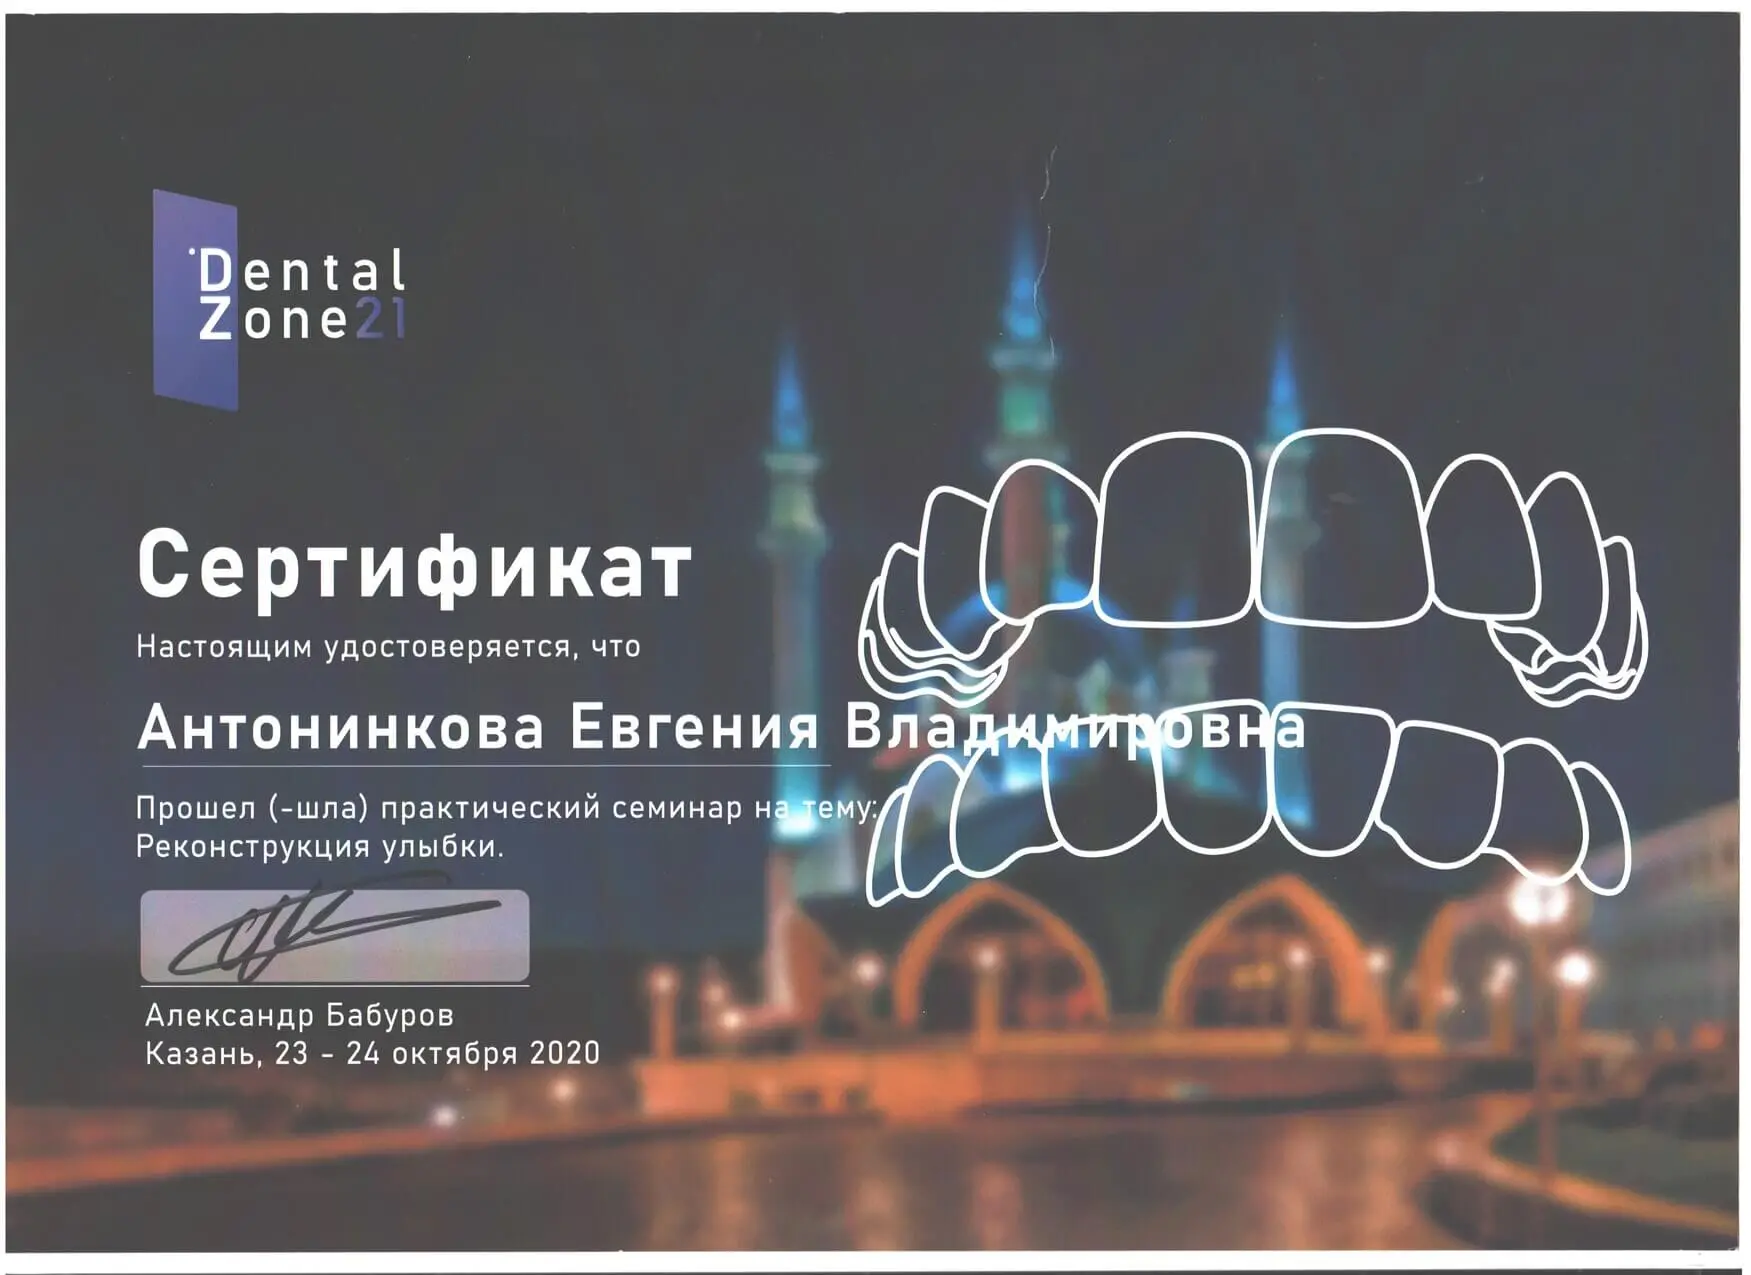 Dental
Zone21
Сертификат
Настоящим удостоверяется, что
Антонинкова Евгения Владимировна
Прошел (-шла) практический семинар на тему:
Реконструкция улыбки.
Александр Бабуров
Казань, 23 - 24 октября 2020